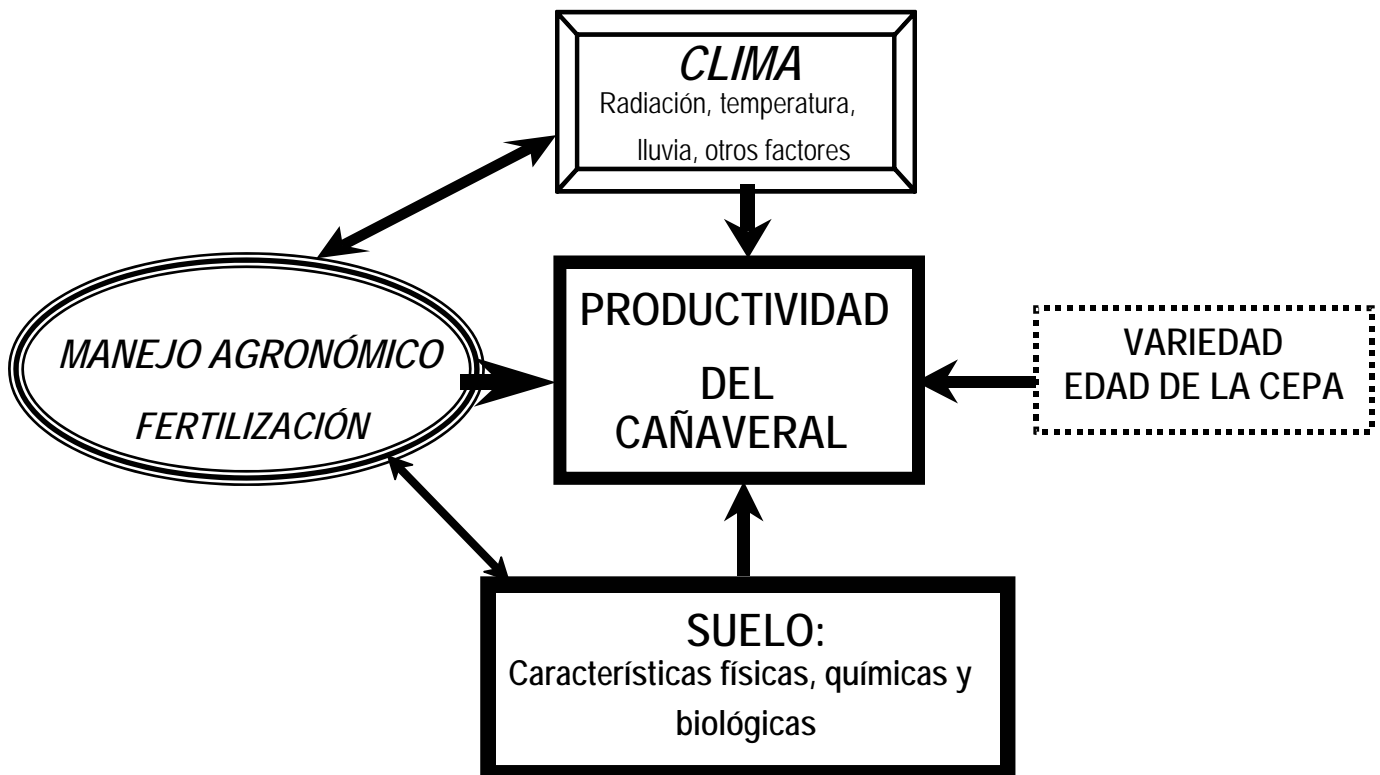 CLIMA
Radiación, temperatura,
lluvia, otros factores
MANEJO AGRONÓMICO
FERTILIZACIÓN
PRODUCTIVIDAD
DEL
CAÑAVERAL
VARIEDAD
EDAD DE LA CEPA
SUELO:
Características físicas, químicas y
biológicas